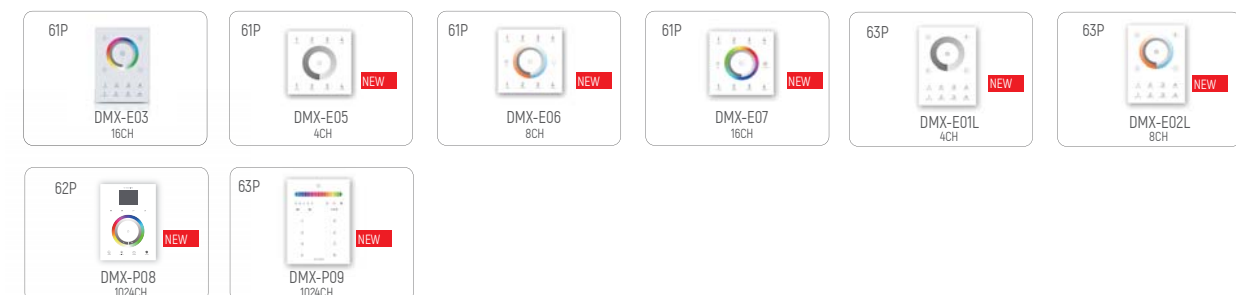 61P
DMX-E03
16CH
61P
NEW
DMX-E05
4CH
61P
NEW
DMX-E06
8CH
61P
NEW
DMX-E07
16CH
63P
NEW
DMX-E01L
4CH
63P
NEW
DMX-E02L
8CH
62P
NEW
DMX-P08
1024CH
63P
NEW
DMX-P09
1024CH